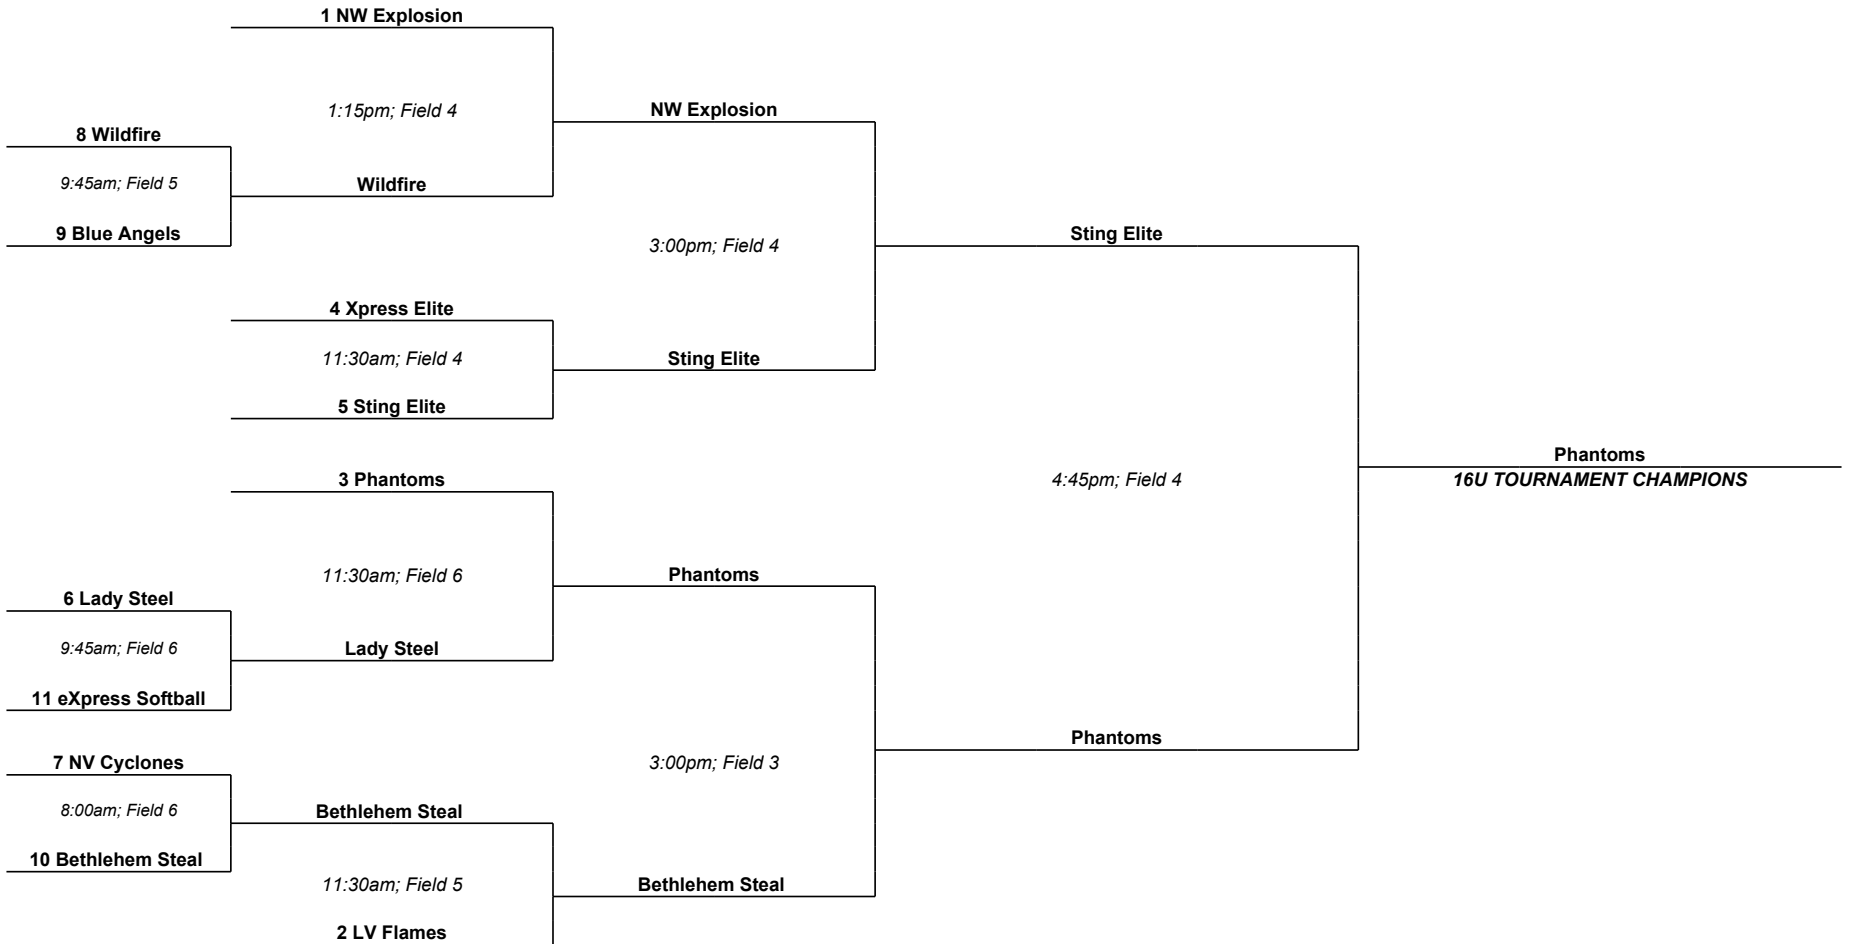 1 NW Explosion
1:15pm; Field 4
NW Explosion
8 Wildfire
9:45am; Field 5
Wildfire
9 Blue Angels
3:00pm; Field 4
Sting Elite
4 Xpress Elite
11:30am; Field 4
Sting Elite
5 Sting Elite
Phantoms
16U TOURNAMENT CHAMPIONS
3 Phantoms
4:45pm; Field 4
11:30am; Field 6
Phantoms
6 Lady Steel
9:45am; Field 6
Lady Steel
11 eXpress Softball
Phantoms
7 NV Cyclones
3:00pm; Field 3
8:00am; Field 6
Bethlehem Steal
10 Bethlehem Steal
11:30am; Field 5
Bethlehem Steal
2 LV Flames